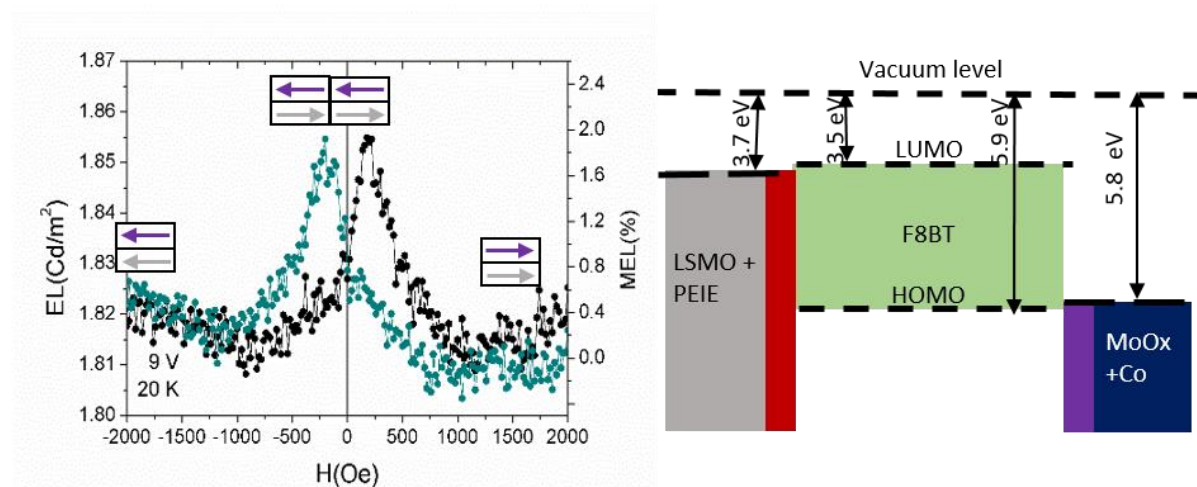 1.87
1.86
1.85
1.84
1.83
1.82
1.81
1.80
EL(Cd/m²)
2.4
2.0
1.6
1.2
0.8
0.4
0.0
MEL(%)
9 V
20 K
-2000 -1500 -1000 -500 0 500 1000 1500 2000
H(Oe)
Vacuum level
3.7 eV
3.5 eV
5.9 eV
5.8 eV
LUMO
F8BT
LSMO +
PEIE
HOMO
MoOx
+Co